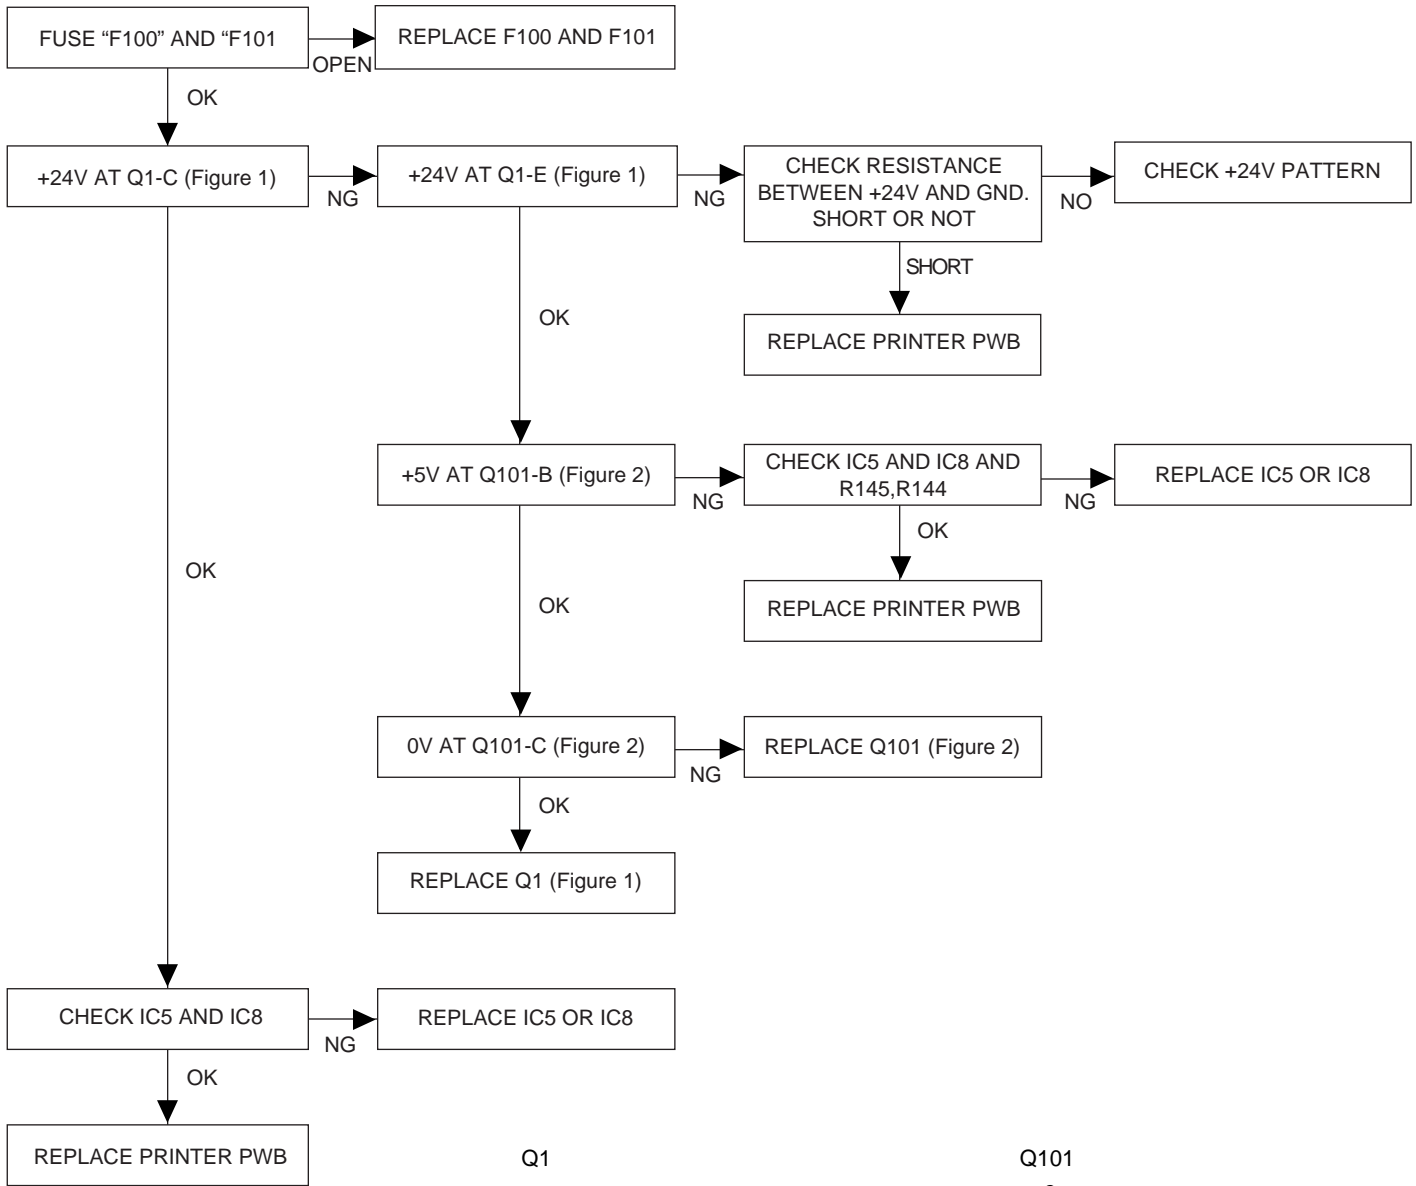 FUSE “F100” AND “F101
REPLACE F100 AND F101
OPEN
OK
+24V AT Q1-C (Figure 1)
NG
+24V AT Q1-E (Figure 1)
NG
CHECK RESISTANCE
BETWEEN +24V AND GND.
SHORT OR NOT
NO
CHECK +24V PATTERN
SHORT
OK
REPLACE PRINTER PWB
+5V AT Q101-B (Figure 2)
NG
CHECK IC5 AND IC8 AND
R145,R144
NG
REPLACE IC5 OR IC8
OK
OK
OK
REPLACE PRINTER PWB
0V AT Q101-C (Figure 2)
NG
REPLACE Q101 (Figure 2)
OK
REPLACE Q1 (Figure 1)
CHECK IC5 AND IC8
NG
REPLACE IC5 OR IC8
OK
REPLACE PRINTER PWB
Q1
Q101